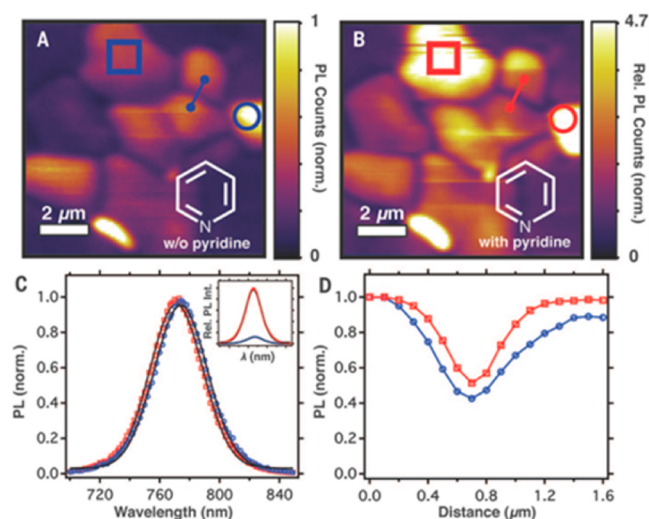 A
2 µm
N
w/o pyridine
1
PL Counts (norm.)
0
B
2 µm
N
with pyridine
4.7
Rel. PL Counts (norm.)
0
C
PL (norm.)
1.0
0.8
0.6
0.4
0.2
0.0
720 760 800 840
Wavelength (nm)
Rel. PL Int.
λ (nm)
D
PL (norm.)
1.0
0.8
0.6
0.4
0.2
0.0
0.0 0.4 0.8 1.2 1.6
Distance (µm)